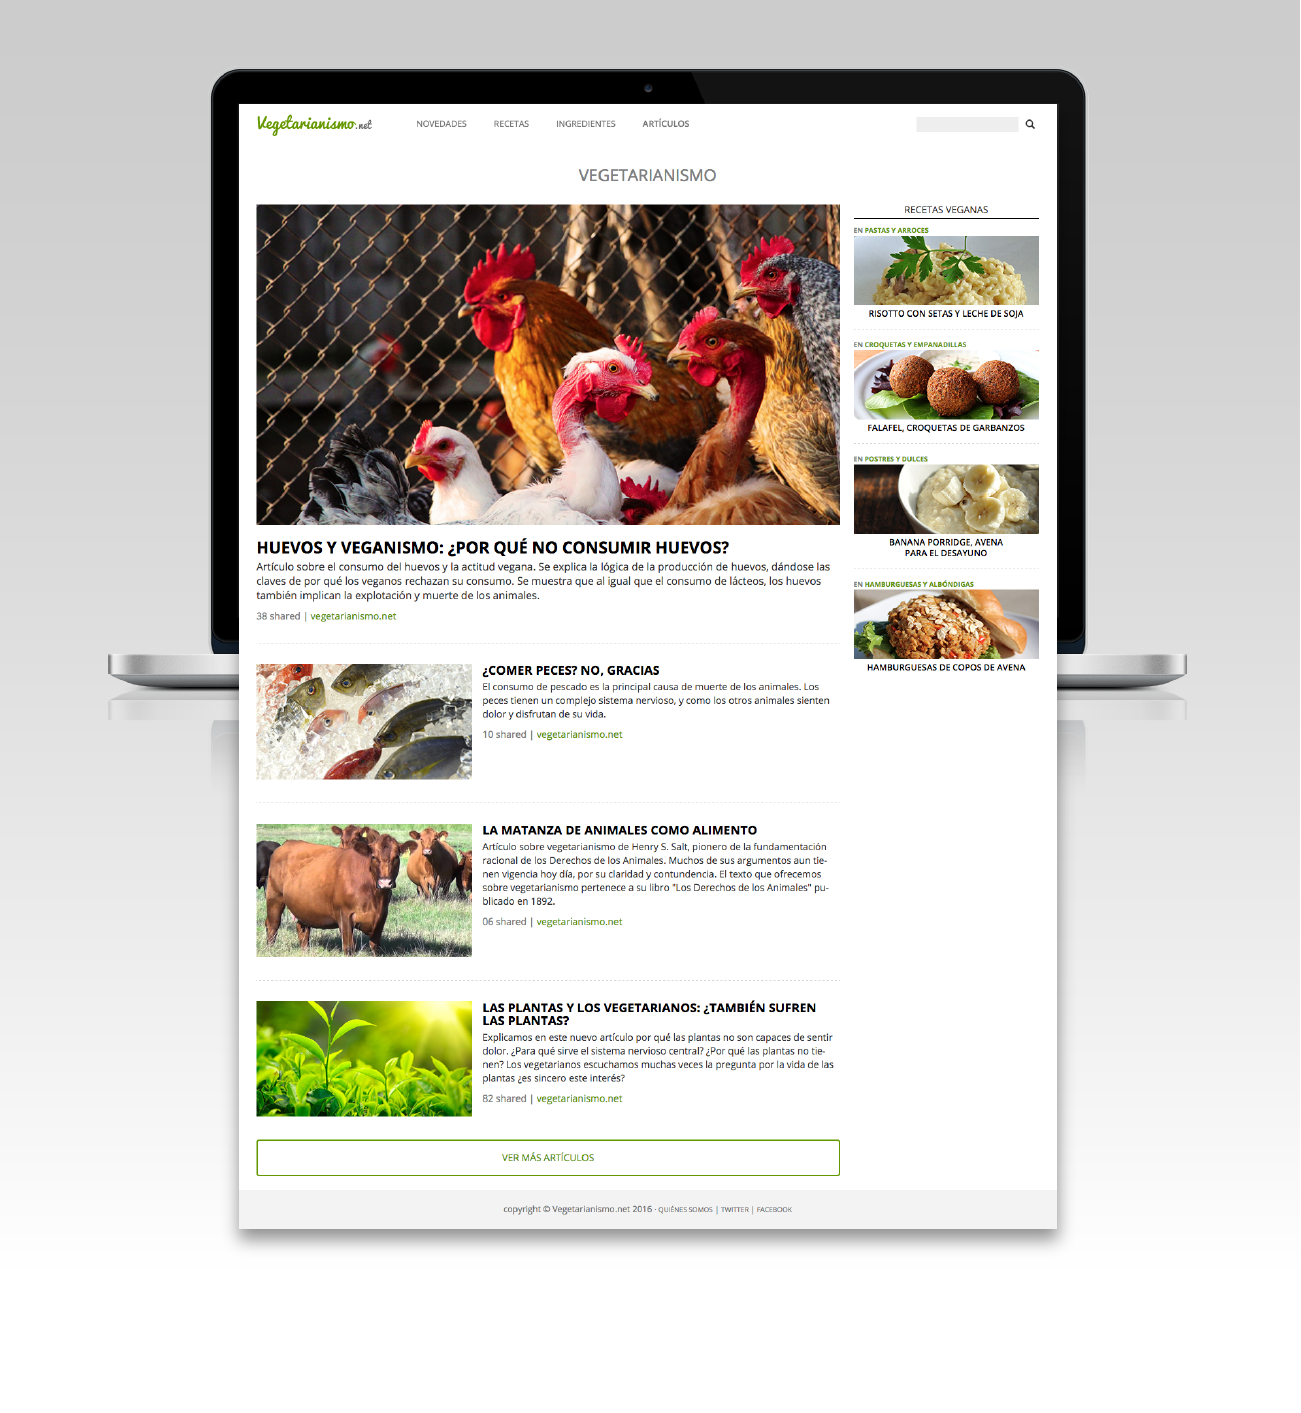 Vegetarianismo.net
NOVEDADES
RECETAS
INGREDIENTES
ARTÍCULOS
VEGETARIANISMO
HUEVOS Y VEGANISMO: ¿POR QUÉ NO CONSUMIR HUEVOS?
Artículo sobre el consumo del huevos y la actitud vegana. Se explica la lógica de la producción de huevos, dándose las
claves de por qué los veganos rechazan su consumo. Se muestra que al igual que el consumo de lácteos, los huevos
también implican la explotación y muerte de los animales.
38 shared | vegetarianismo.net
¿COMER PECES? NO, GRACIAS
El consumo de pescado es la principal causa de muerte de los animales. Los
peces tienen un complejo sistema nervioso, y como los otros animales sienten
dolor y disfrutan de su vida.
10 shared | vegetarianismo.net
LA MATANZA DE ANIMALES COMO ALIMENTO
Artículo sobre vegetarianismo de Henry S. Salt, pionero de la fundamentación
racional de los Derechos de los Animales. Muchos de sus argumentos aun tie-
nen vigencia hoy día, por su claridad y contundencia. El texto que ofrecemos
sobre vegetarianismo pertenece a su libro "Los Derechos de los Animales" pu-
blicado en 1892.
06 shared | vegetarianismo.net
LAS PLANTAS Y LOS VEGETARIANOS: ¿TAMBIÉN SUFREN
LAS PLANTAS?
Explicamos en este nuevo artículo por qué las plantas no son capaces de sentir
dolor. ¿Para qué sirve el sistema nervioso central? ¿Por qué las plantas no tie-
nen? Los vegetarianos escuchamos muchas veces la pregunta por la vida de las
plantas ¿es sincero este interés?
82 shared | vegetarianismo.net
VER MÁS ARTÍCULOS
RECETAS VEGANAS
EN PASTAS Y ARROCES
RISOTTO CON SETAS Y LECHE DE SOJA
EN CROQUETAS Y EMPANADILLAS
FALAFEL, CROQUETAS DE GARBANZOS
EN POSTRES Y DULCES
BANANA PORRIDGE, AVENA
PARA EL DESAYUNO
EN HAMBURGUESAS Y ALBÓNDIGAS
HAMBURGUESAS DE COPOS DE AVENA
copyright © Vegetarianismo.net 2016 - QUIÉNES SOMOS | TWITTER | FACEBOOK